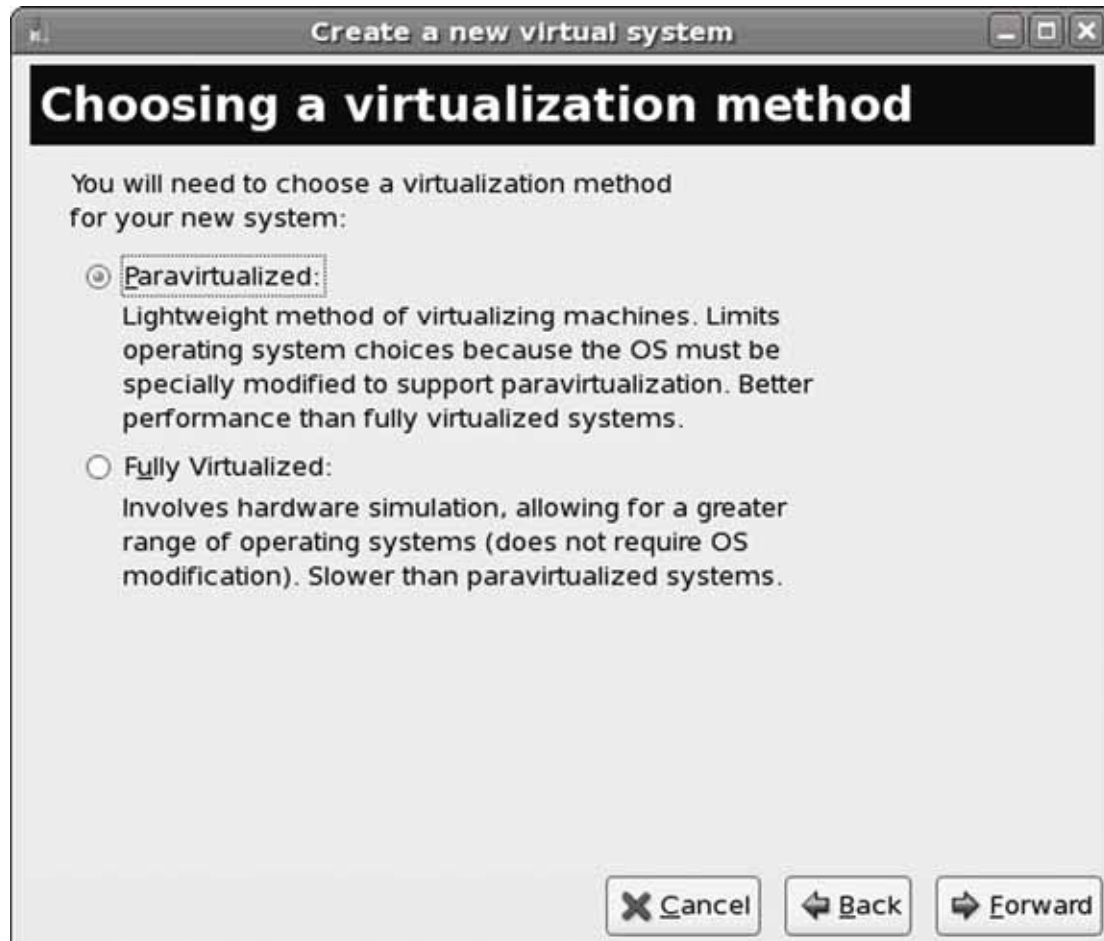 Create a new virtual system
Choosing a virtualization method
You will need to choose a virtualization method
for your new system:
Paravirtualized:
Lightweight method of virtualizing machines. Limits
operating system choices because the OS must be
specially modified to support paravirtualization. Better
performance than fully virtualized systems.
Fully Virtualized:
Involves hardware simulation, allowing for a greater
range of operating systems (does not require OS
modification). Slower than paravirtualized systems.
Cancel
Back
Forward